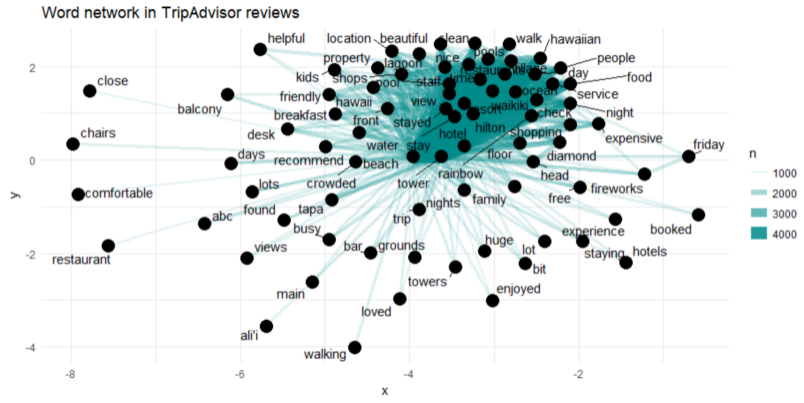 Word network in TripAdvisor reviews
helpful
location
beautiful
clean
walk
hawaiian
property
lagoon
nice
pools
people
kids
shops
pool
staff
time
restaurants
village
day
food
close
friendly
hawaii
view
resort
ocean
service
balcony
breakfast
front
stayed
waikiki
check
night
desk
hotel
hilton
shopping
expensive
friday
chairs
water
stay
days
recommend
beach
floor
diamond
crowded
tower
rainbow
head
comfortable
lots
fireworks
free
family
nights
found
tapa
trip
abc
booked
busy
experience
restaurant
views
bar
grounds
huge
lot
staying
hotels
bit
towers
main
enjoyed
loved
ali'i
walking
n
1000
2000
3000
4000
2
0
-2
-4
y
-8
-6
-4
-2
x